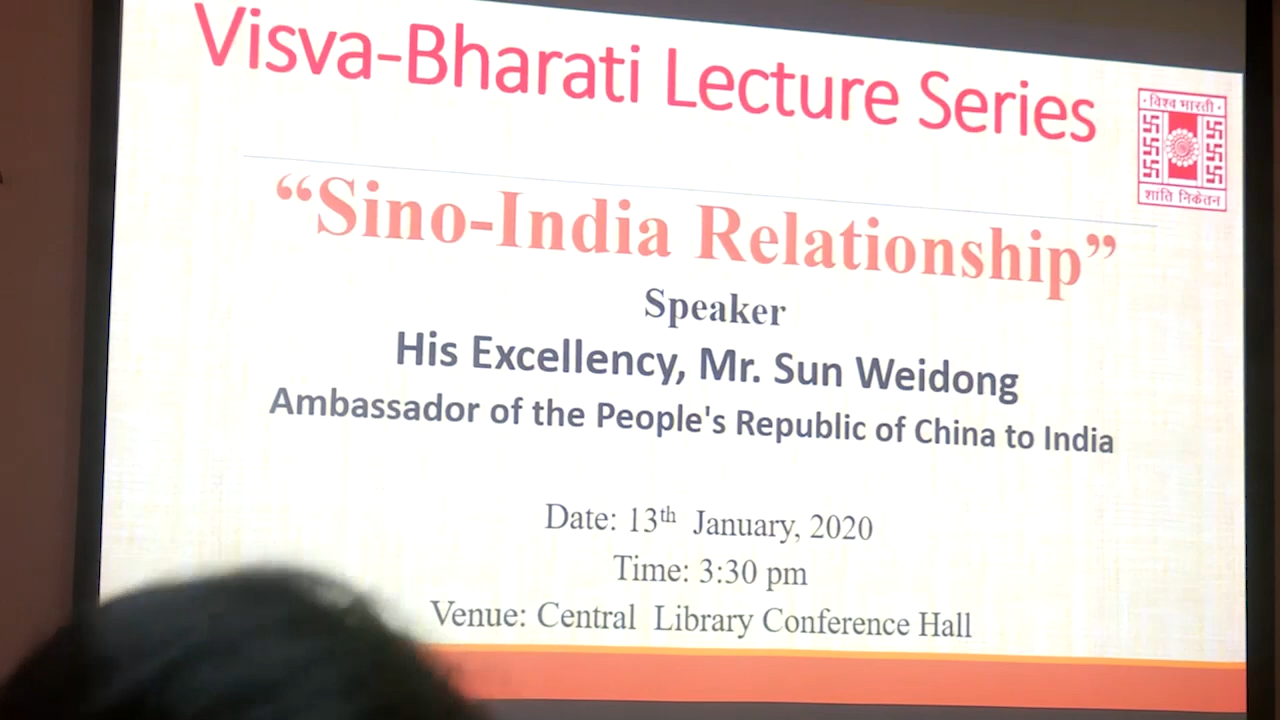 Visva-Bharati Lecture Series
विश्व भारती
शांति निकेतन
“Sino-India Relationship”
Speaker
His Excellency, Mr. Sun Weidong
Ambassador of the People's Republic of China to India
Date: 13th January, 2020
Time: 3:30 pm
Venue: Central Library Conference Hall